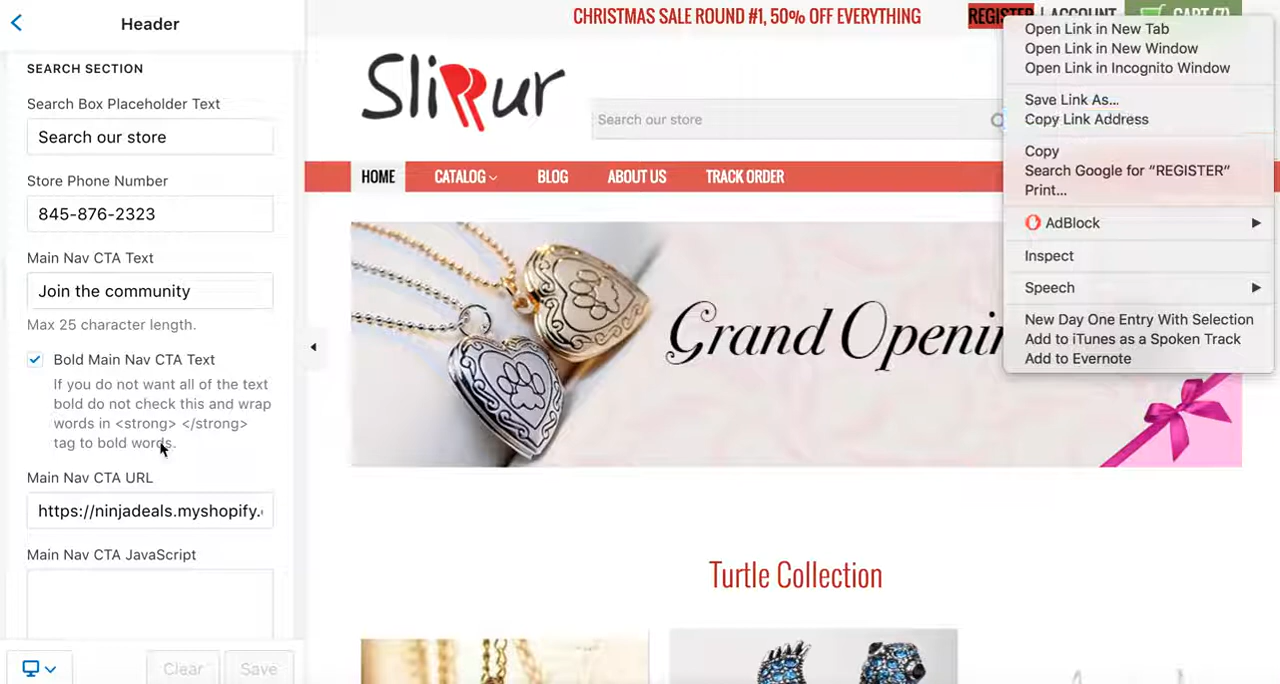 Header
SEARCH SECTION
Search Box Placeholder Text
Search our store
Store Phone Number
845-876-2323
Main Nav CTA Text
Join the community
Max 25 character length.
Bold Main Nav CTA Text
If you do not want all of the text
bold do not check this and wrap
words in <strong> </strong>
tag to bold words.
Main Nav CTA URL
https://ninjadeals.myshopify.
Main Nav CTA JavaScript
Clear
Save
CHRISTMAS SALE ROUND #1, 50% OFF EVERYTHING
REGISTER | ACCOUNT
CART (7)
Slirrur
Search our store
HOME
CATALOG
BLOG
ABOUT US
TRACK ORDER
Grand Openin
Turtle Collection
Open Link in New Tab
Open Link in New Window
Open Link in Incognito Window
Save Link As...
Copy Link Address
Copy
Search Google for “REGISTER”
Print...
AdBlock
Inspect
Speech
New Day One Entry With Selection
Add to iTunes as a Spoken Track
Add to Evernote